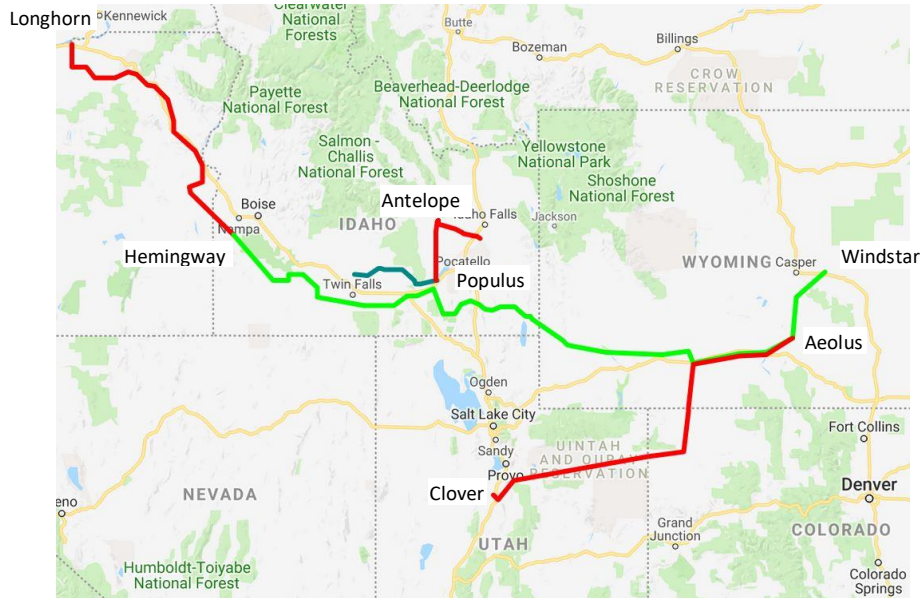 Longhorn
Kennewick
Clearwater
National
Forests
Butte
Bozeman
Billings
CROW
RESERVATION
Payette
National Forest
Beaverhead-Deerlodge
National Forest
Salmon -
Challis
National Forest
Yellowstone
National Park
Shoshone
National Forest
Antelope
Boise
Nampa
IDAHO
Idaho Falls
Jackson
Hemingway
Pocatello
Populus
WYOMING
Casper
Windstar
Twin Falls
Aeolus
Ogden
Salt Lake City
Sandy
Provo
UINTAH
AND OURAY
RESERVATION
Fort Collins
Clover
NEVADA
Denver
UTAH
Grand
Junction
COLORADO
Humboldt-Toiyabe
National Forest
Colorado
Springs